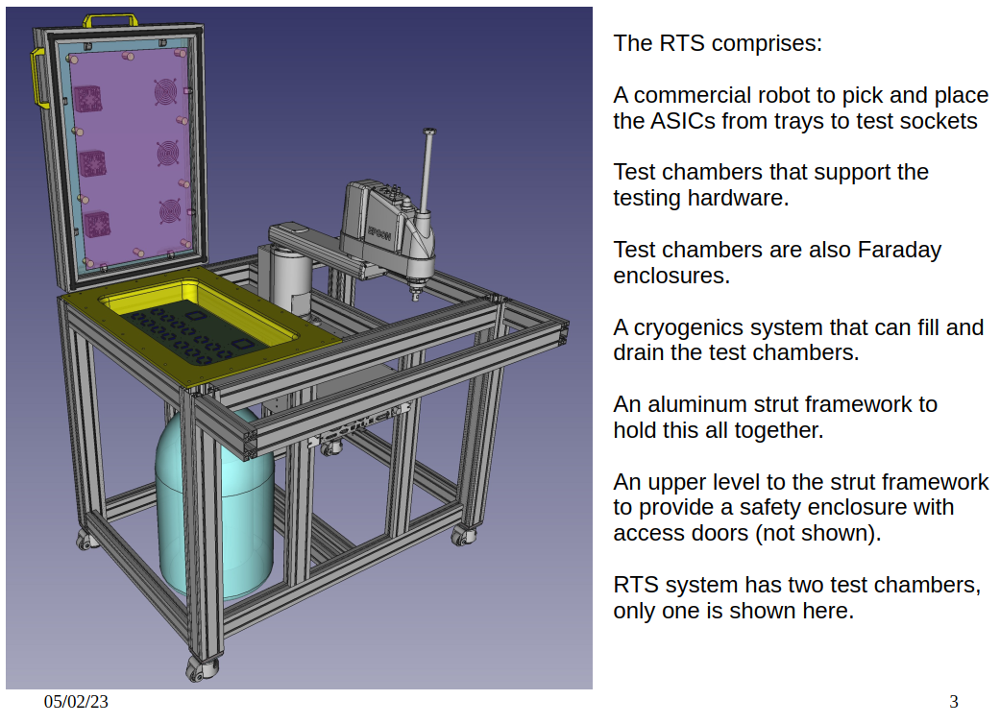 EPSON
The RTS comprises:
A commercial robot to pick and place
the ASICs from trays to test sockets
Test chambers that support the
testing hardware.
Test chambers are also Faraday
enclosures.
A cryogenics system that can fill and
drain the test chambers.
An aluminum strut framework to
hold this all together.
An upper level to the strut framework
to provide a safety enclosure with
access doors (not shown).
RTS system has two test chambers,
only one is shown here.
05/02/23
3